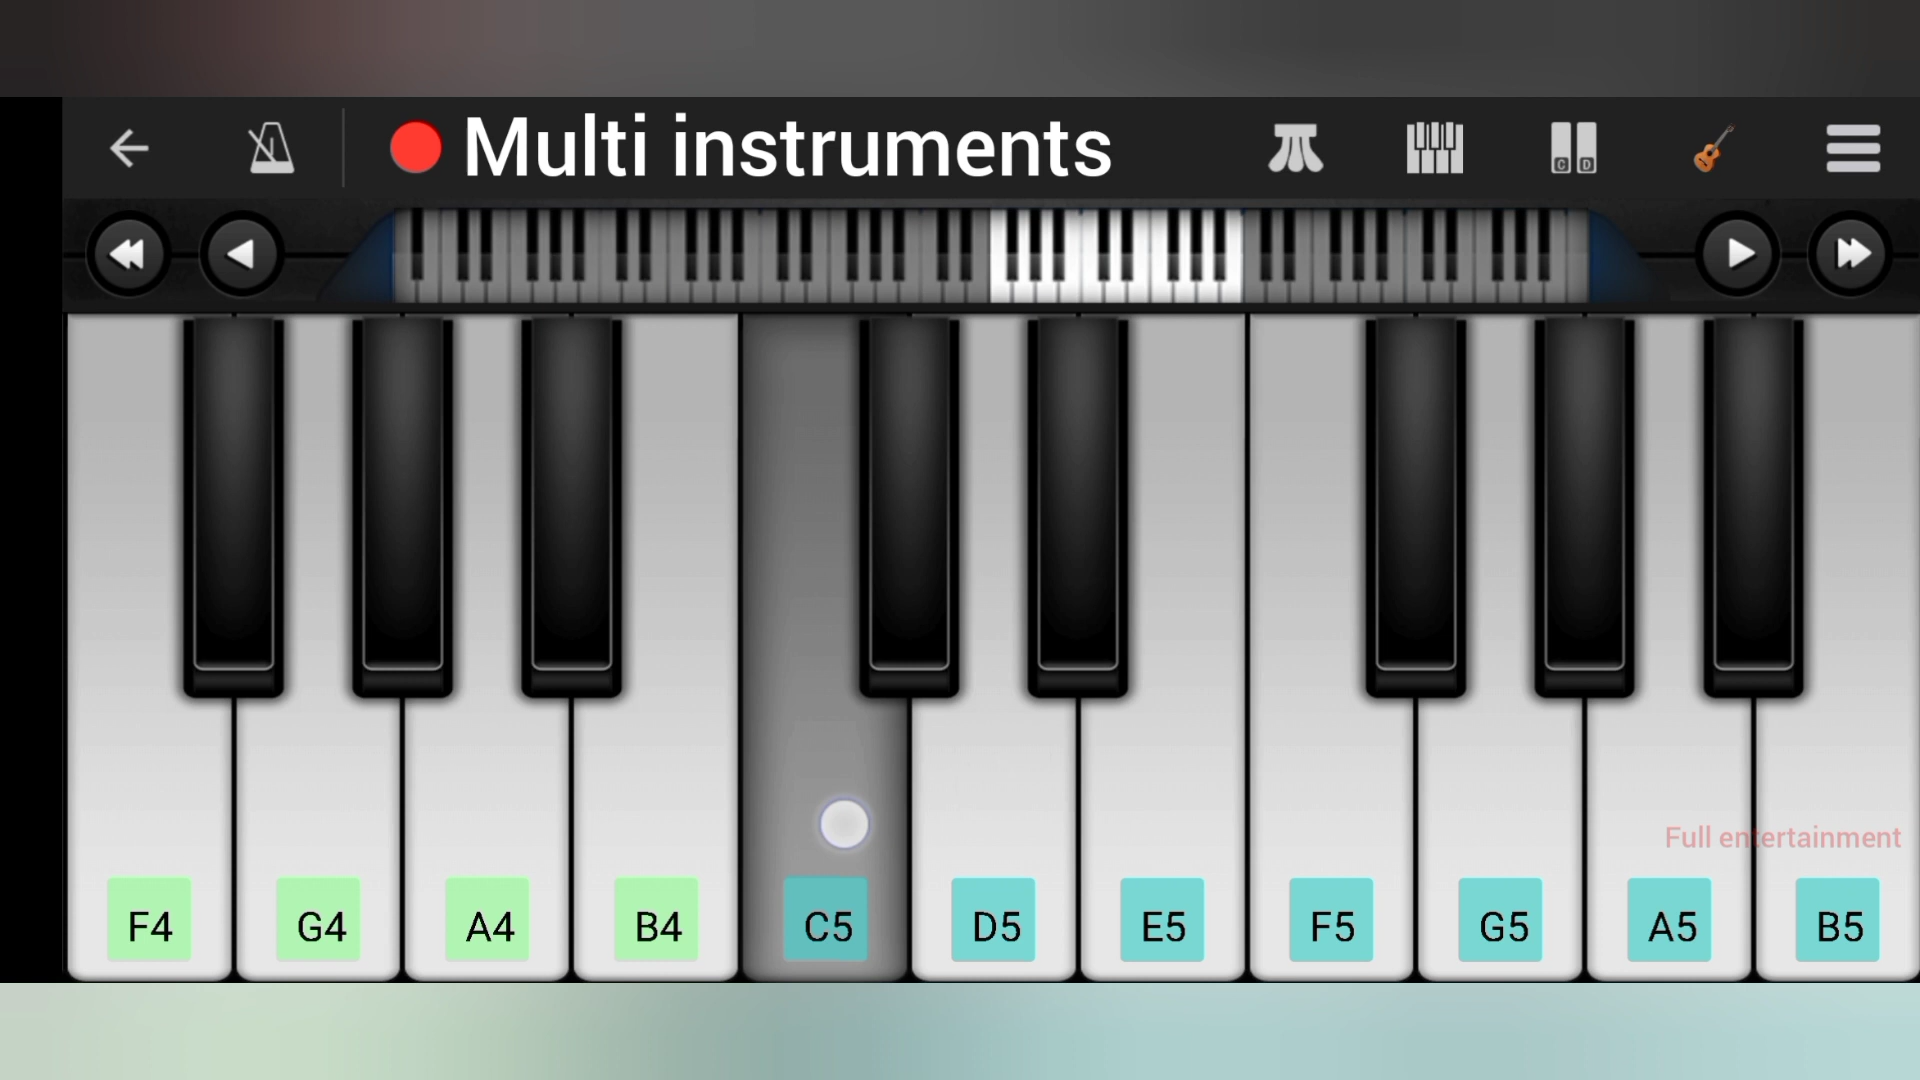 Multi instruments
C D
Full entertainment
F4 G4 A4 B4 C5 D5 E5 F5 G5 A5 B5